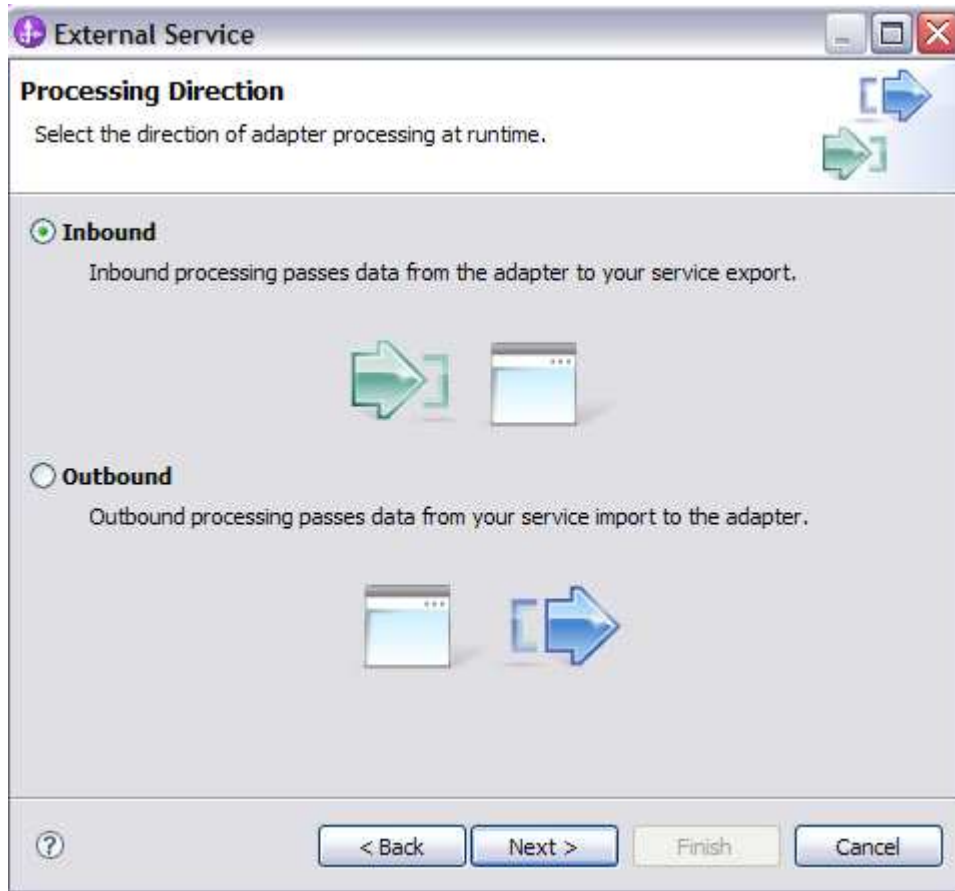 External Service
Processing Direction
Select the direction of adapter processing at runtime.
Inbound
Inbound processing passes data from the adapter to your service export.
Outbound
Outbound processing passes data from your service import to the adapter.
? < Back Next > Finish Cancel